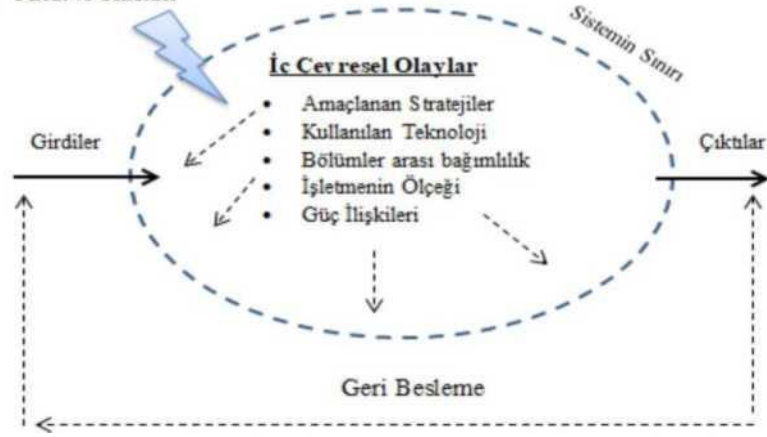 Sistemin Sınırı
İç Çevresel Olaylar
• Amaçlanan Stratejiler
• Kullanılan Teknoloji
• Bölümler arası bağımlılık
• İşletmenin Ölçeği
• Güç İlişkileri
Girdiler
Çıktılar
Geri Besleme